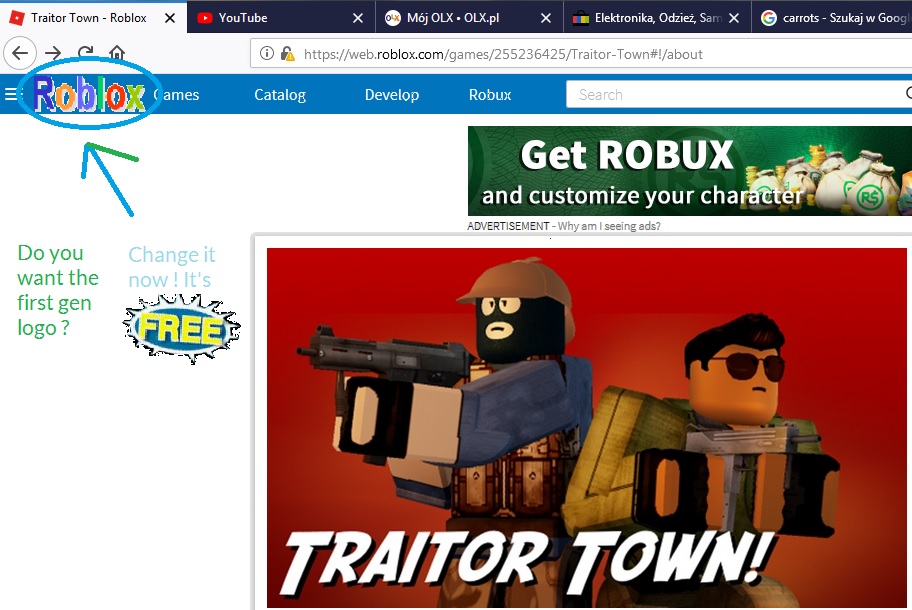 Traitor Town - Roblox
YouTube
Mój OLX • OLX.pl
Elektronika, Odzież, Sam
carrots - Szukaj w Googl
https://web.roblox.com/games/255236425/Traitor-Town#!/about
Roblox
Games
Catalog
Develop
Robux
Search
Get ROBUX
and customize your character
R$
ADVERTISEMENT - Why am I seeing ads?
Do you
want the
first gen
logo ?
Change it
now ! It's
FREE
TRAITOR TOWN!